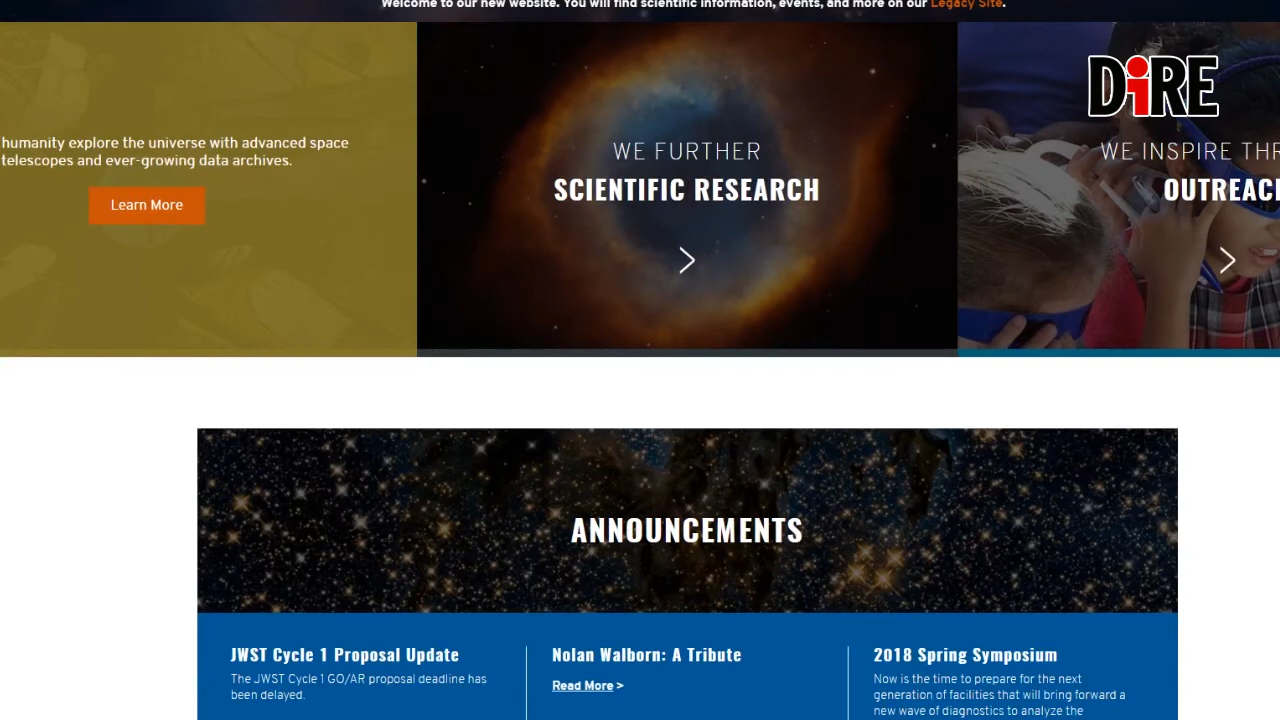 Welcome to our new website. You will find scientific information, events, and more on our Legacy Site.
humanity explore the universe with advanced space
telescopes and ever-growing data archives.
Learn More
WE FURTHER
SCIENTIFIC RESEARCH
DiRE
WE INSPIRE THR
OUTREACH
ANNOUNCEMENTS
JWST Cycle 1 Proposal Update
The JWST Cycle 1 GO/AR proposal deadline has
been delayed.
Nolan Walborn: A Tribute
Read More >
2018 Spring Symposium
Now is the time to prepare for the next
generation of facilities that will bring forward a
new wave of diagnostics to analyze the